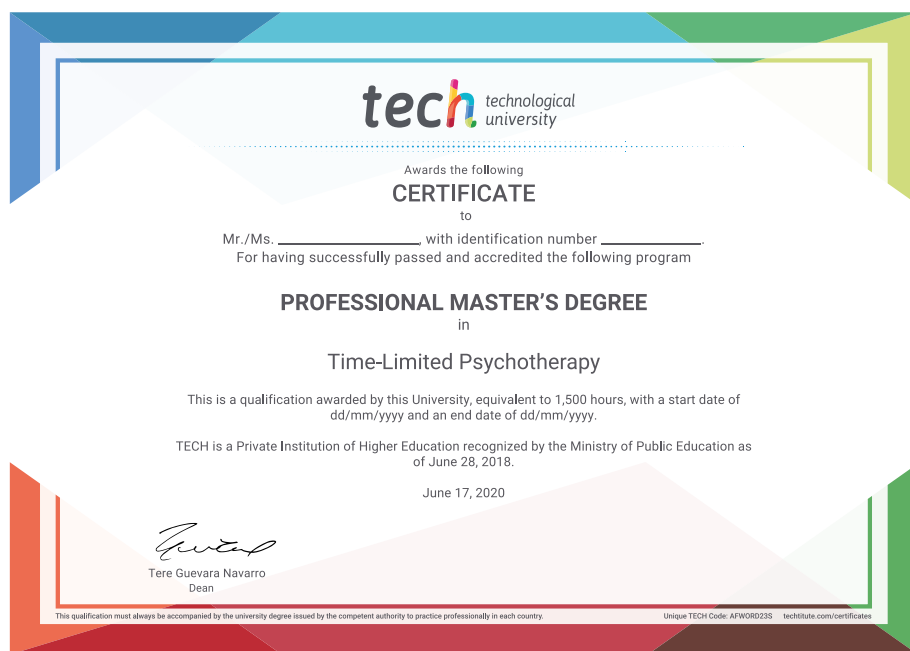 tech technological
university
Awards the following
CERTIFICATE
to
Mr./Ms. ____________________, with identification number ______________.
For having successfully passed and accredited the following program
PROFESSIONAL MASTER'S DEGREE
in
Time-Limited Psychotherapy
This is a qualification awarded by this University, equivalent to 1,500 hours, with a start date of
dd/mm/yyyy and an end date of dd/mm/yyyy.
TECH is a Private Institution of Higher Education recognized by the Ministry of Public Education as
of June 28, 2018.
June 17, 2020
Tere Guevara Navarro
Dean
This qualification must always be accompanied by the university degree issued by the competent authority to practice professionally in each country. Unique TECH Code: AFWORD23S techtitute.com/certificates